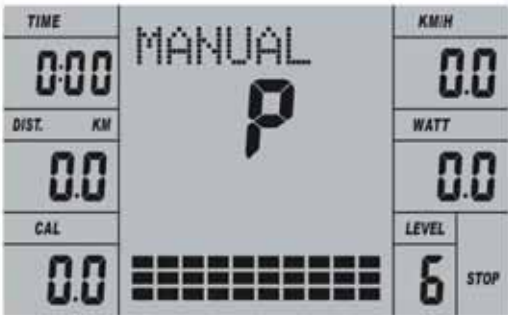 TIME
0:00
DIST. KM
0.0
CAL
0.0
MANUAL
P
KM/H
0.0
WATT
0.0
LEVEL
6
STOP